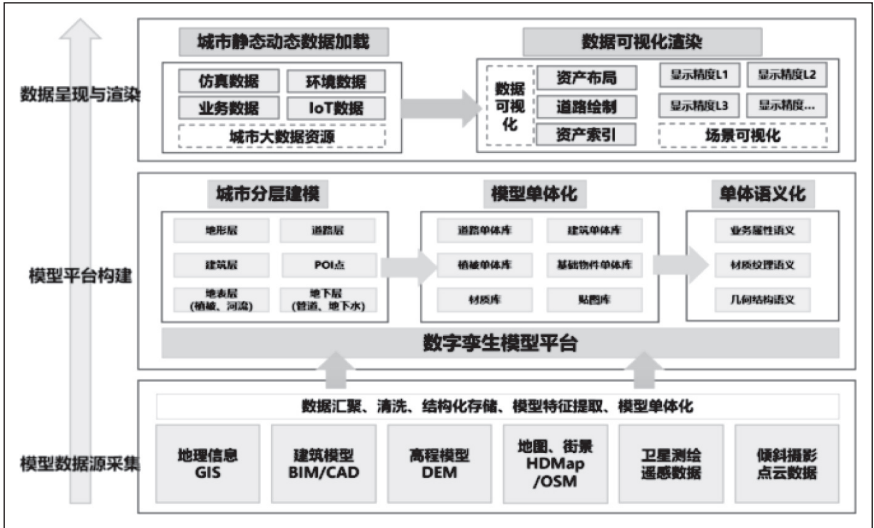 数据呈现与渲染
城市静态动态数据加载
仿真数据
环境数据
业务数据
IoT数据
城市大数据资源
数据可视化渲染
数据
可视
化
资产布局
道路绘制
资产索引
显示精度L1
显示精度L2
显示精度L3
显示精度...
场景可视化
模型平台构建
城市分层建模
地形层
道路层
建筑层
POI点
地表层
(植被、河流)
地下层
(管道、地下水)
模型单体化
道路单体库
建筑单体库
植被单体库
基础物件单体库
材质库
贴图库
单体语义化
业务属性语义
材质纹理语义
几何结构语义
数字孪生模型平台
模型数据源采集
数据汇聚、清洗、结构化存储、模型特征提取、模型单体化
地理信息
GIS
建筑模型
BIM/CAD
高程模型
DEM
地图、街景
HDMap
/OSM
卫星测绘
遥感数据
倾斜摄影
点云数据